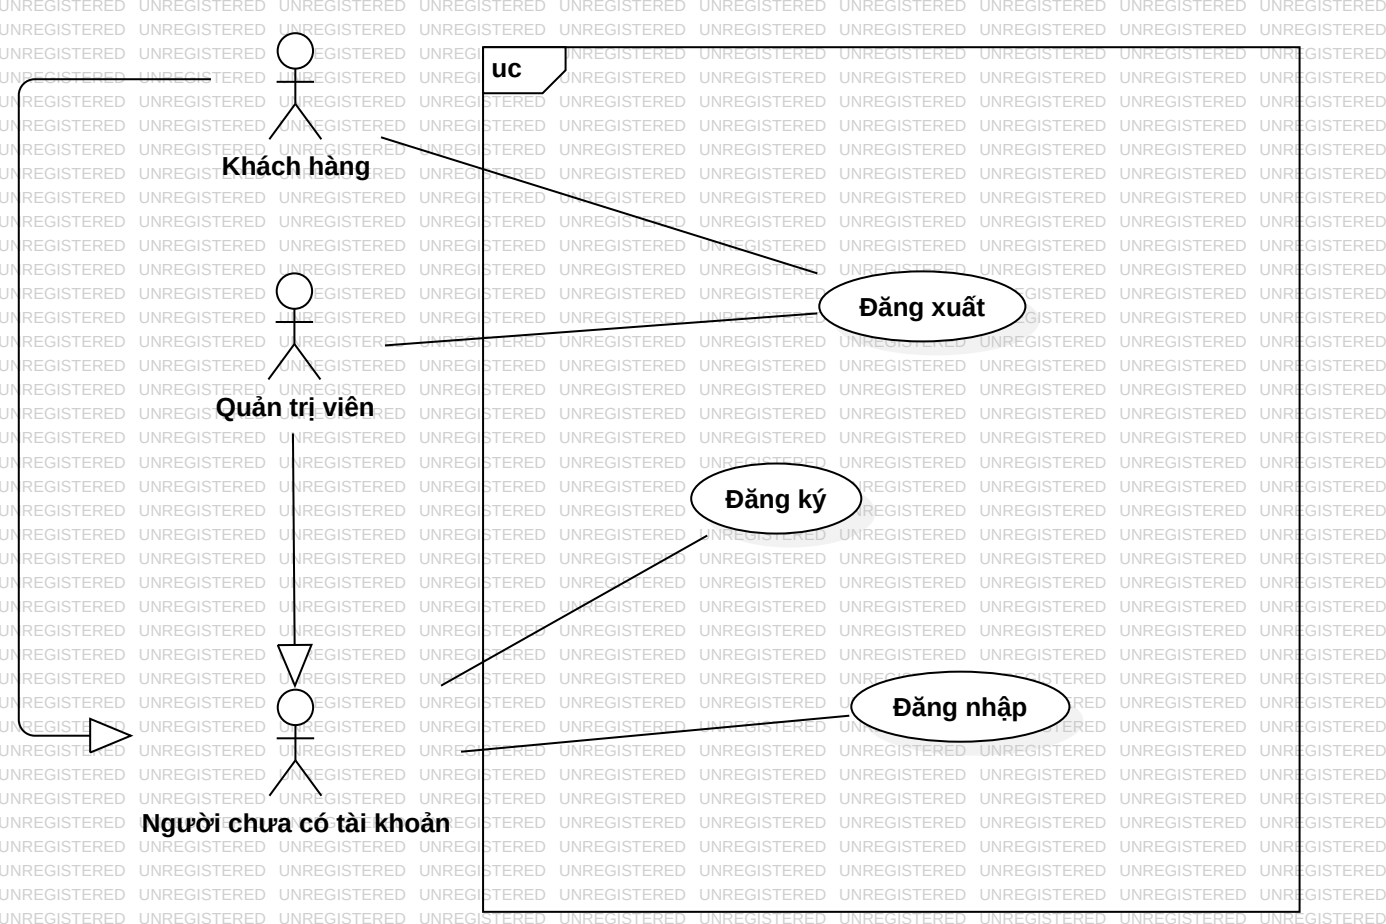 uc
Khách hàng
Đăng xuất
Quản trị viên
Đăng ký
Đăng nhập
Người chưa có tài khoản
UNREGISTERED